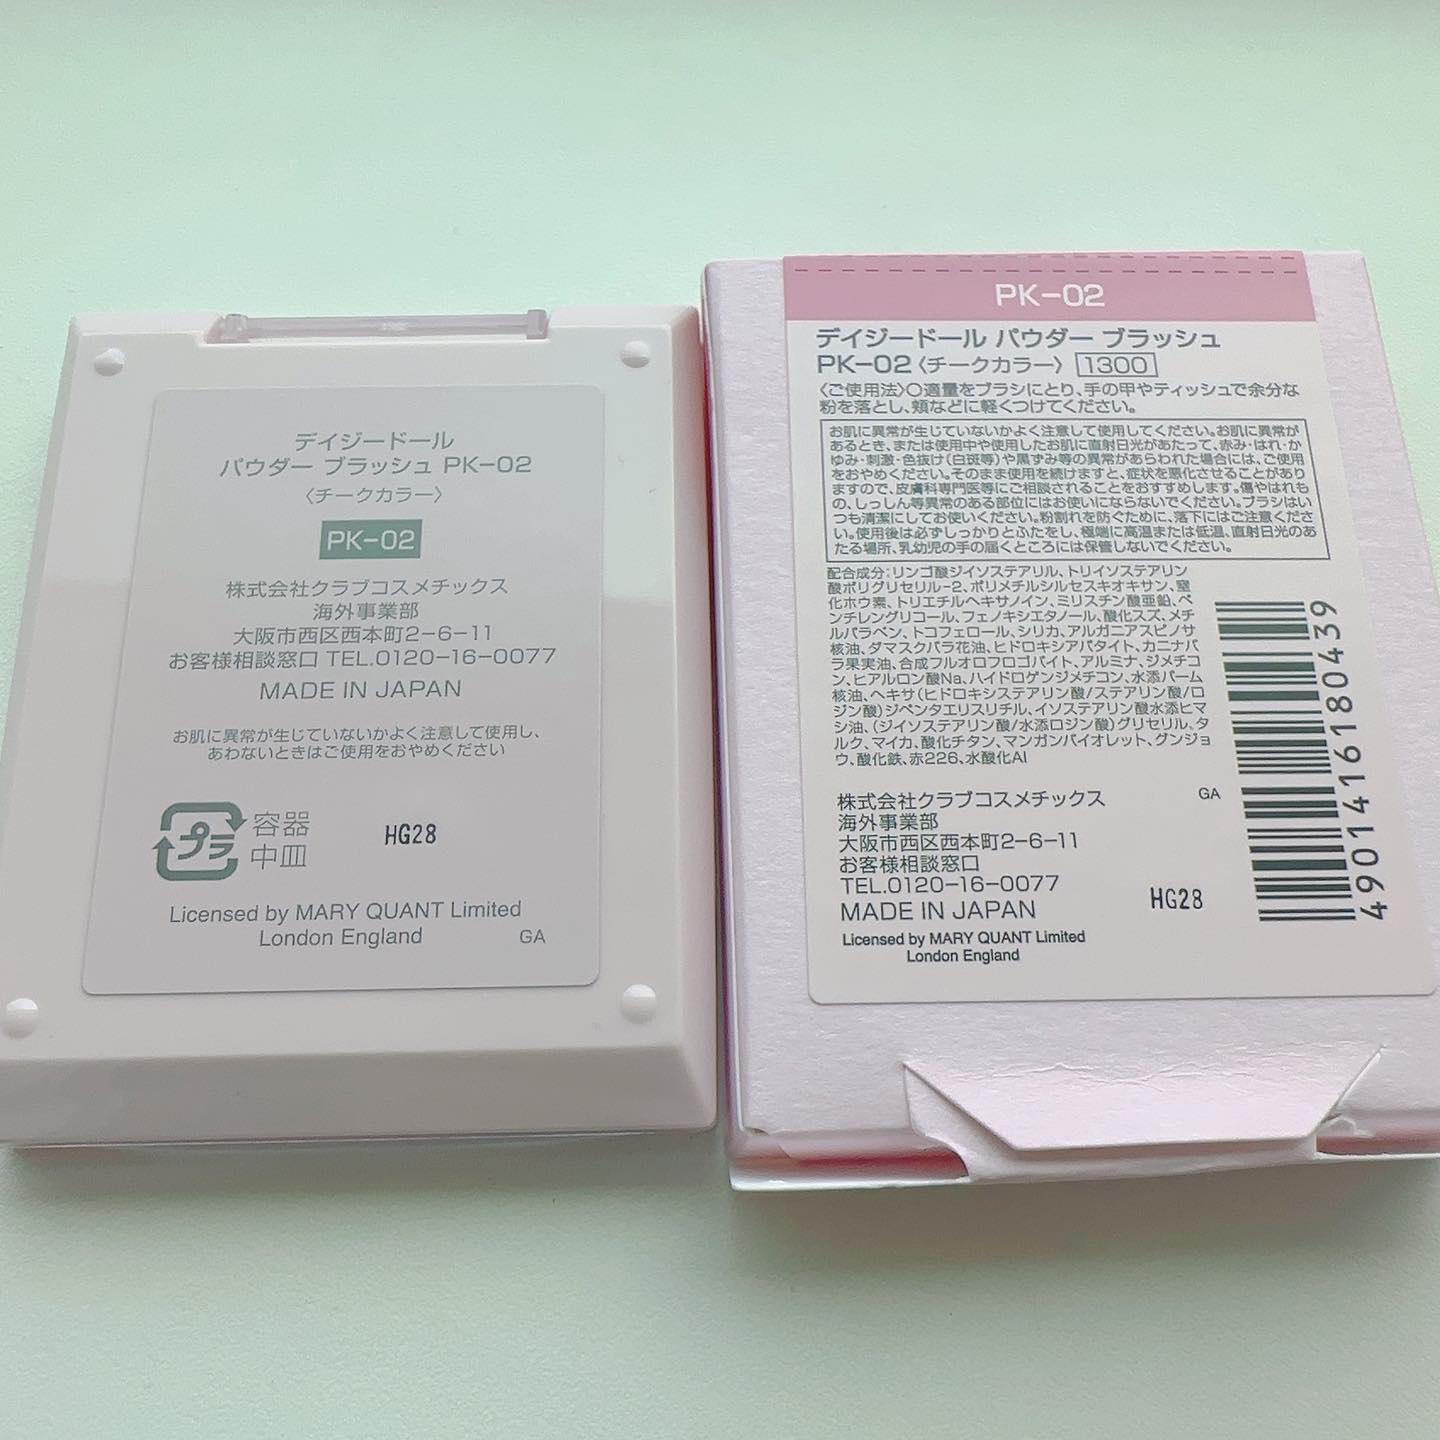 デイジードール
パウダー ブラッシュ PK-02
〈チークカラー〉
PK-02
株式会社クラブコスメチックス
海外事業部
大阪市西区西本町2-6-11
お客様相談窓口 TEL.0120-16-0077
MADE IN JAPAN
お肌に異常が生じていないかよく注意して使用し、
あわないときはご使用をおやめください
プラ
容器
中皿
HG28
Licensed by MARY QUANT Limited
London England
GA
PK-02
デイジードール パウダー ブラッシュ
PK-02〈チークカラー〉 1300
〈ご使用法〉〇適量をブラシにとり、手の甲やティッシュで余分な
粉を落とし、頬などに軽くつけてください。
お肌に異常が生じていないかよく注意して使用してください。お肌に異常が
あるとき、または使用中や使用したお肌に直射日光があたって、赤み・はれ・か
ゆみ・刺激・色抜け(白斑等)や黒ずみ等の異常があらわれた場合には、ご使用
をおやめください。そのまま使用を続けますと、症状を悪化させることがあり
ますので、皮膚科専門医等にご相談されることをおすすめします。傷やはれも
の、しっしん等異常のある部位にはお使いにならないでください。ブラシはい
つも清潔にしてお使いください。粉割れを防ぐために、落下にはご注意くださ
い。使用後は必ずしっかりとふたをし、極端に高温または低温、直射日光のあ
たる場所、乳幼児の手の届くところには保管しないでください。
配合成分:リンゴ酸ジイソステアリル、トリイソステアリン
酸ポリグリセリル-2、ポリメチルシルセスキオキサン、窒
化ホウ素、トリエチルヘキサノイン、ミリスチン酸亜鉛、ペ
ンチレングリコール、フェノキシエタノール、酸化スズ、メチ
ルパラベン、トコフェロール、シリカ、アルガニアスピノサ
核油、ダマスクバラ花油、ヒドロキシアパタイト、カニナバ
ラ果実油、合成フルオロフロゴパイト、アルミナ、ジメチコ
ン、ヒアルロン酸Na、ハイドロゲンジメチコン、水添パーム
核油、ヘキサ(ヒドロキシステアリン酸/ステアリン酸/ロ
ジン酸)ジペンタエリスリチル、イソステアリン酸水添ヒマ
シ油、(ジイソステアリン酸/水添ロジン酸)グリセリル、タ
ルク、マイカ、酸化チタン、マンガンバイオレット、グンジョ
ウ、酸化鉄、赤226、水酸化Al
株式会社クラブコスメチックス
海外事業部
大阪市西区西本町2-6-11
お客様相談窓口
TEL.0120-16-0077
MADE IN JAPAN
Licensed by MARY QUANT Limited
London England
GA
HG28
4901416180439